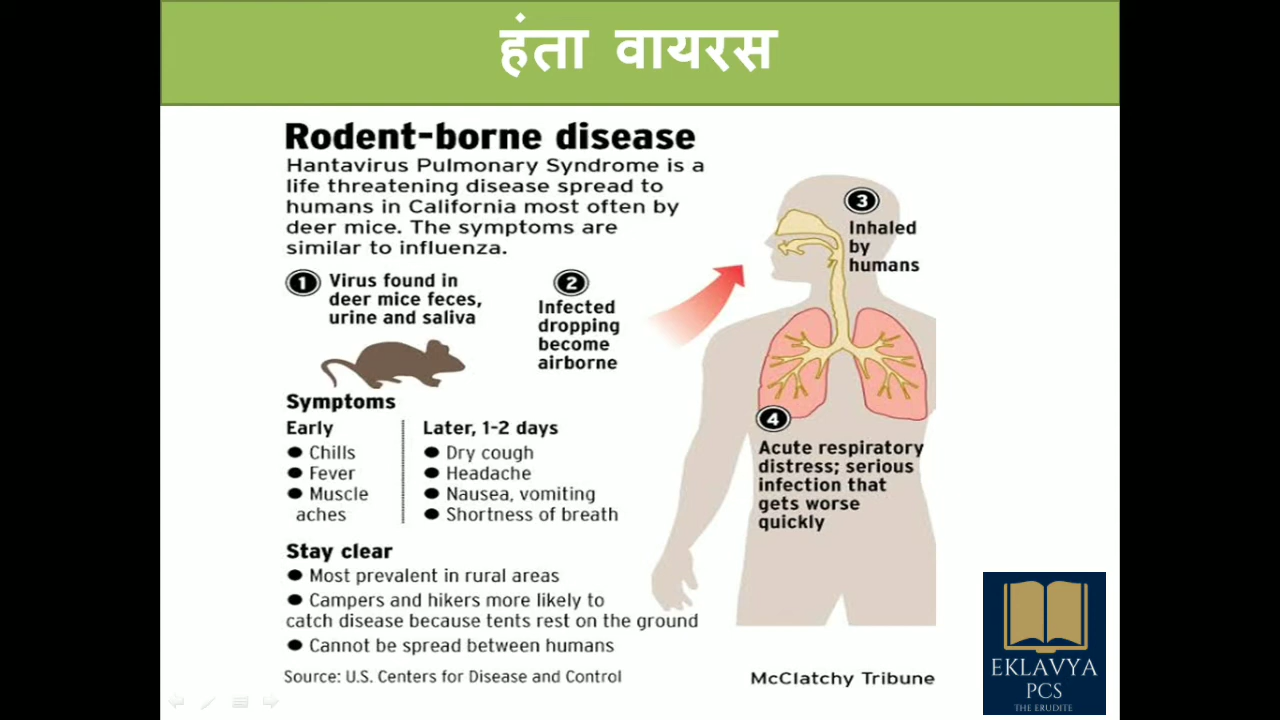 हंता वायरस
Rodent-borne disease
Hantavirus Pulmonary Syndrome is a
life threatening disease spread to
humans in California most often by
deer mice. The symptoms are
similar to influenza.
1
Virus found in
deer mice feces,
urine and saliva
2
Infected
dropping
become
airborne
3
Inhaled
by
humans
4
Acute respiratory
distress; serious
infection that
gets worse
quickly
Symptoms
Early
● Chills
● Fever
● Muscle
aches
Later, 1-2 days
● Dry cough
● Headache
● Nausea, vomiting
● Shortness of breath
Stay clear
● Most prevalent in rural areas
● Campers and hikers more likely to
catch disease because tents rest on the ground
● Cannot be spread between humans
Source: U.S. Centers for Disease and Control
McClatchy Tribune
EKLAVYA
PCS
THE ERUDITE